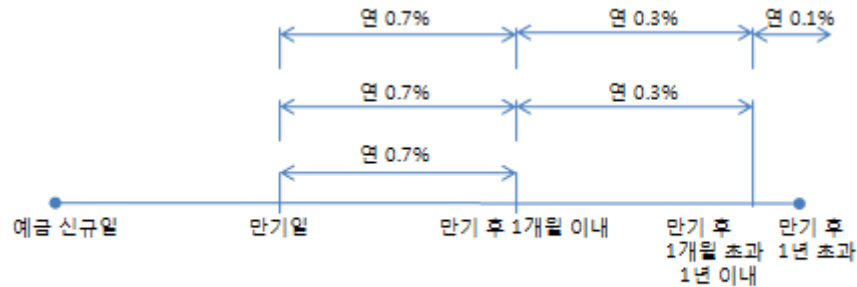 연 0.7%
연 0.3%
연 0.1%
연 0.7%
연 0.3%
연 0.7%
예금 신규일
만기일
만기 후 1개월 이내
만기 후
1개월 초과
1년 이내
만기 후
1년 초과